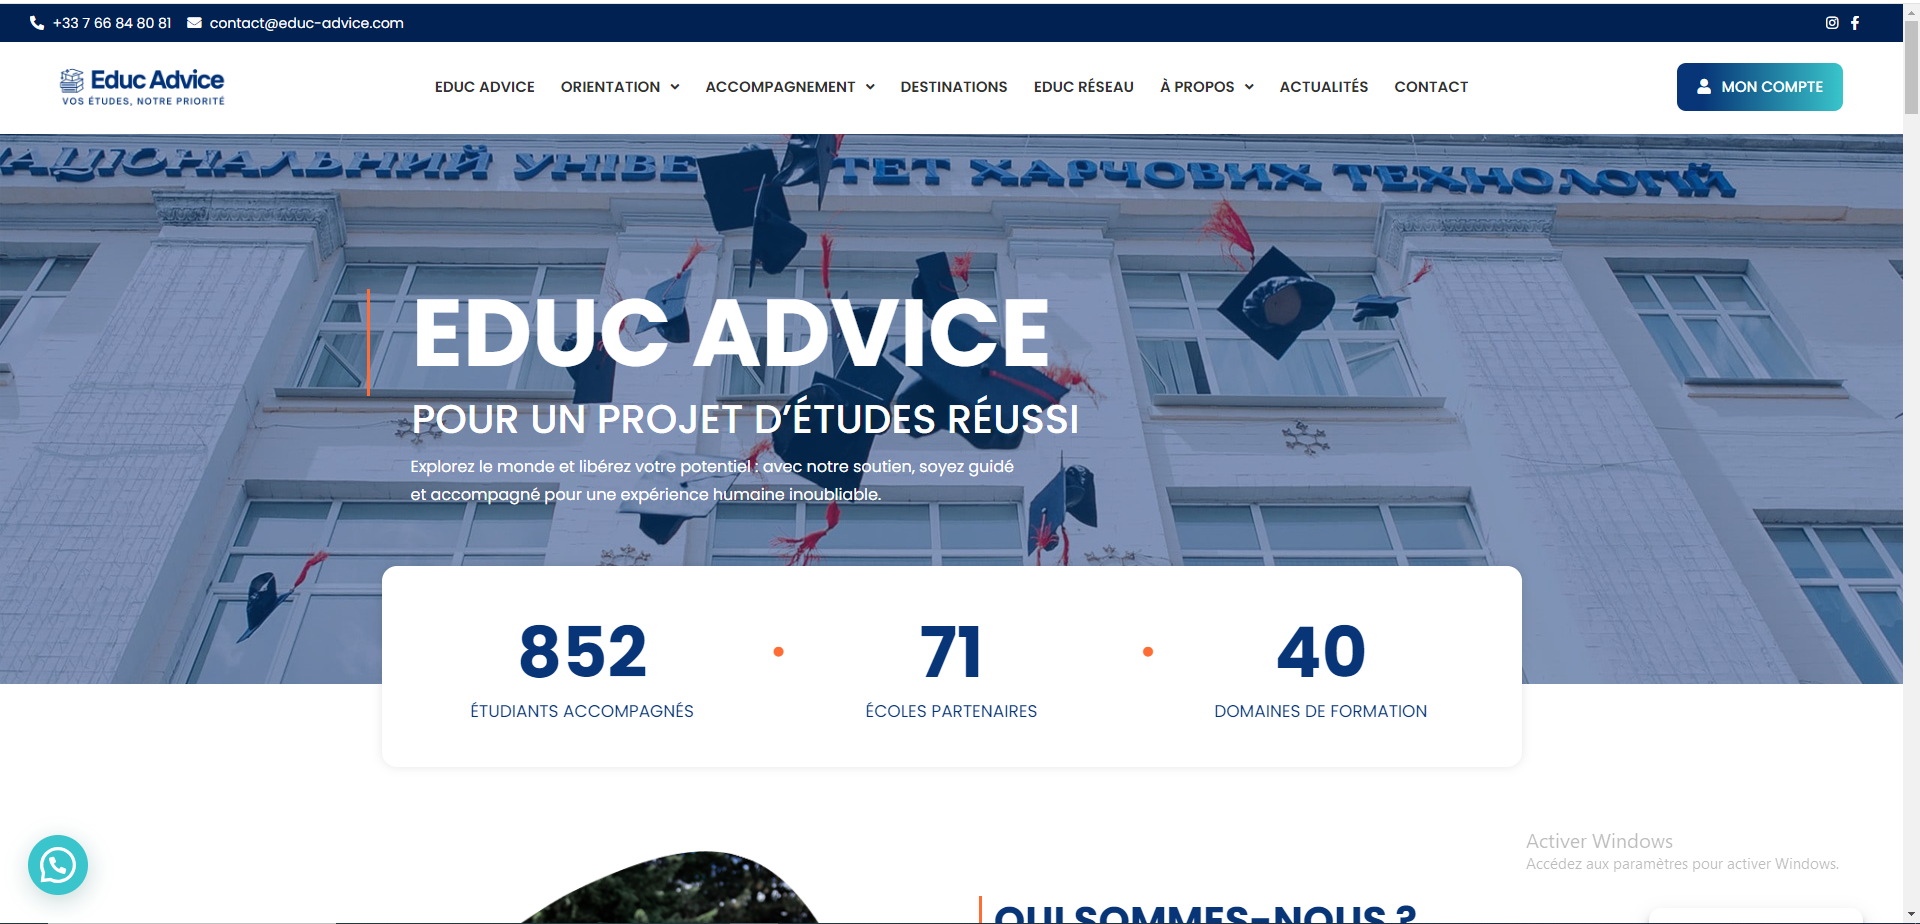 +33 7 66 84 80 81 contact@educ-advice.com
Educ Advice
VOS ÉTUDES, NOTRE PRIORITÉ
EDUC ADVICE ORIENTATION ACCOMPAGNEMENT DESTINATIONS EDUC RÉSEAU À PROPOS ACTUALITÉS CONTACT
MON COMPTE
НАЦІОНАЛЬНИЙ УНІВЕ ТЕТ ХАРЧОВИХ ТЕХНОЛОГІЙ
EDUC ADVICE
POUR UN PROJET D’ÉTUDES RÉUSSI
Explorez le monde et libérez votre potentiel : avec notre soutien, soyez guidé
et accompagné pour une expérience humaine inoubliable.
852
ÉTUDIANTS ACCOMPAGNÉS
71
ÉCOLES PARTENAIRES
40
DOMAINES DE FORMATION
Activer Windows
Accédez aux paramètres pour activer Windows.
QUI SOMMES-NOUS ?